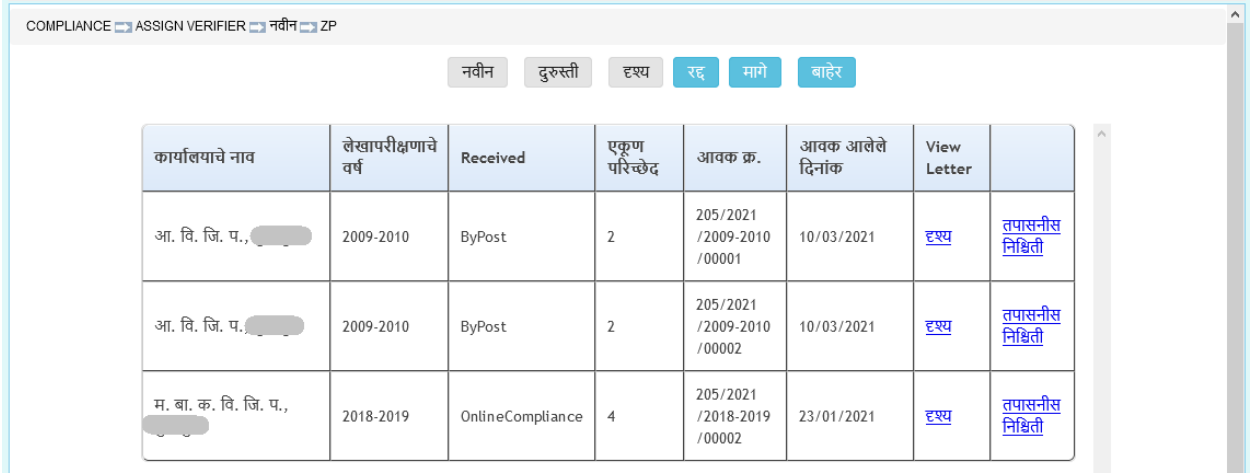 COMPLIANCE ASSIGN VERIFIER नवीन ZP
नवीन दुरुस्ती दृश्य रद्द मागे बाहेर
कार्यालयाचे नाव
लेखापरीक्षणाचे
वर्ष
Received
एकूण
परिच्छेद
आवक क्र.
आवक आलेले
दिनांक
View
Letter
आ. वि. जि. प.,
2009-2010
ByPost
2
205/2021
/2009-2010
/00001
10/03/2021
दृश्य
तपासनीस
निश्चिती
आ. वि. जि. प.,
2009-2010
ByPost
2
205/2021
/2009-2010
/00002
10/03/2021
दृश्य
तपासनीस
निश्चिती
म. बा. क. वि. जि. प.,
2018-2019
OnlineCompliance
4
205/2021
/2018-2019
/00002
23/01/2021
दृश्य
तपासनीस
निश्चिती